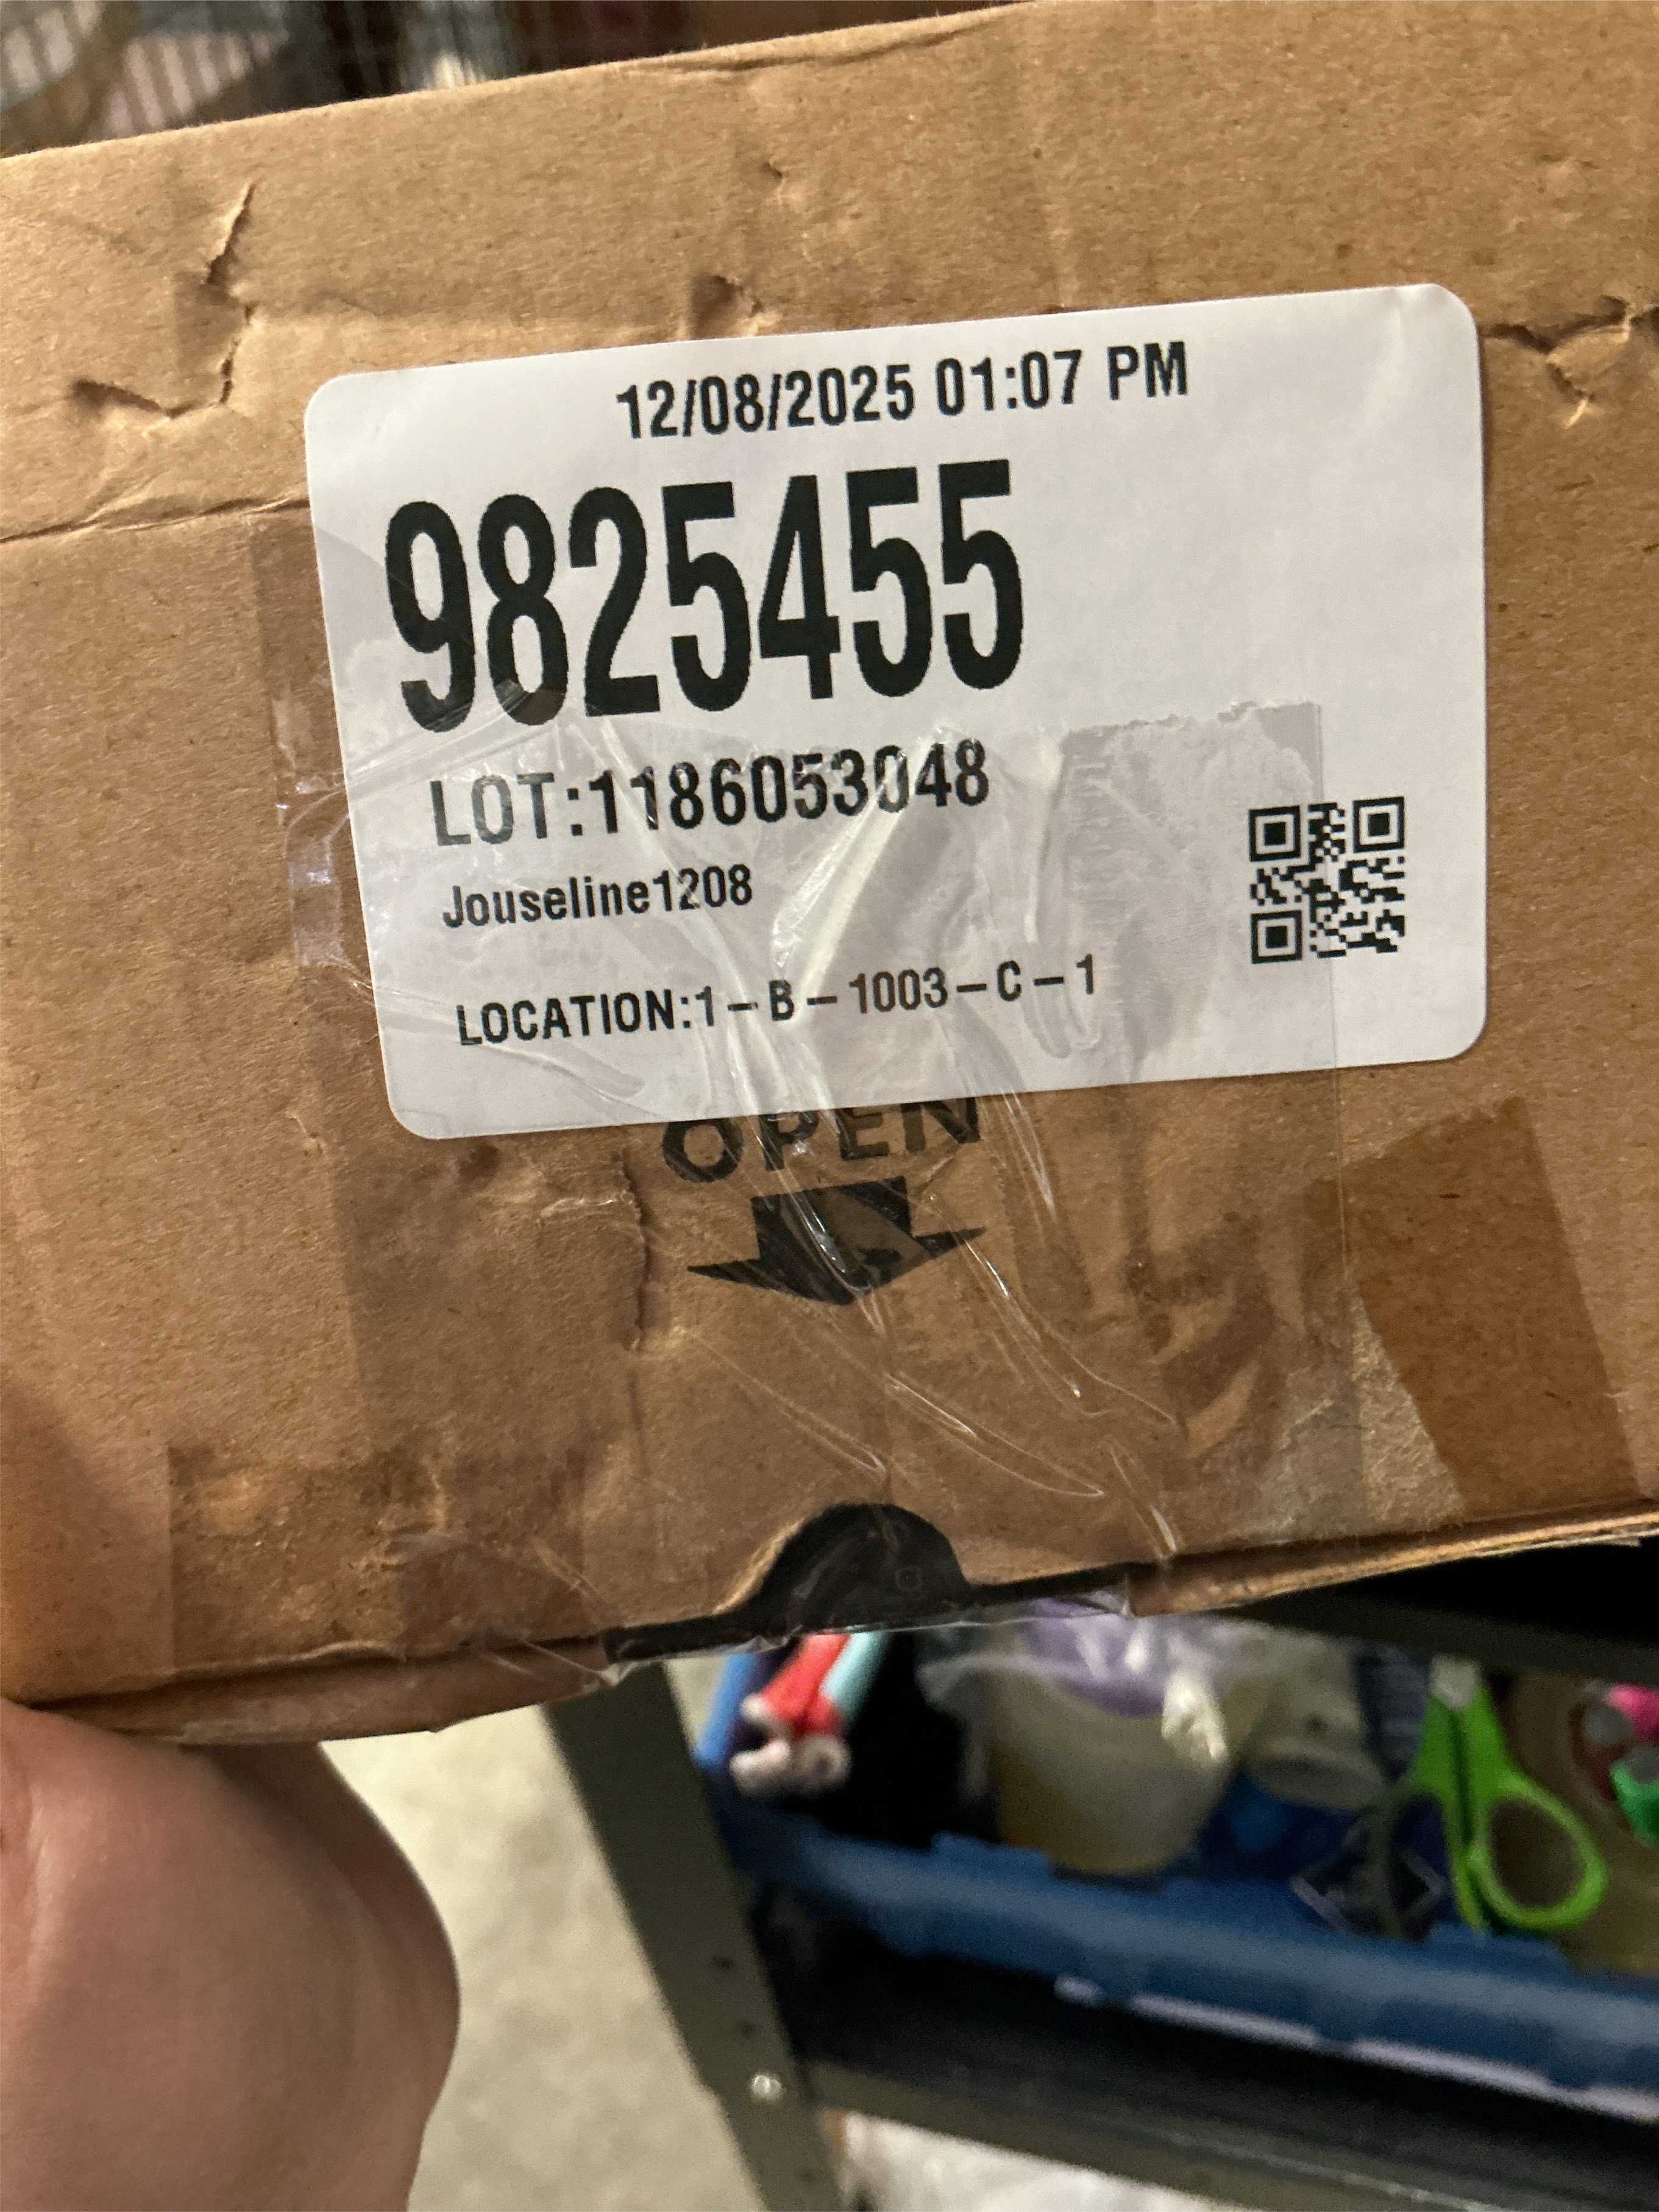 12/08/2025 01:07 PM
9825455
LOT:1186053048
Jouseline1208
LOCATION:1-B-1003-C-1
OPEN